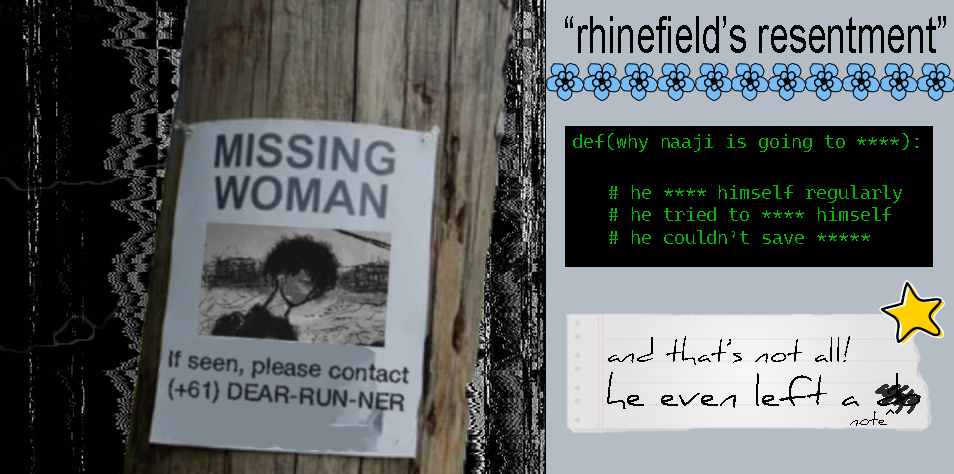 MISSING
WOMAN
If seen, please contact
(+61) DEAR-RUN-NER
“rhinefield’s resentment”
def(why naaji is going to ****):
# he **** himself regularly
# he tried to **** himself
# he couldn’t save *****
and that's not all!
he even left a
note^